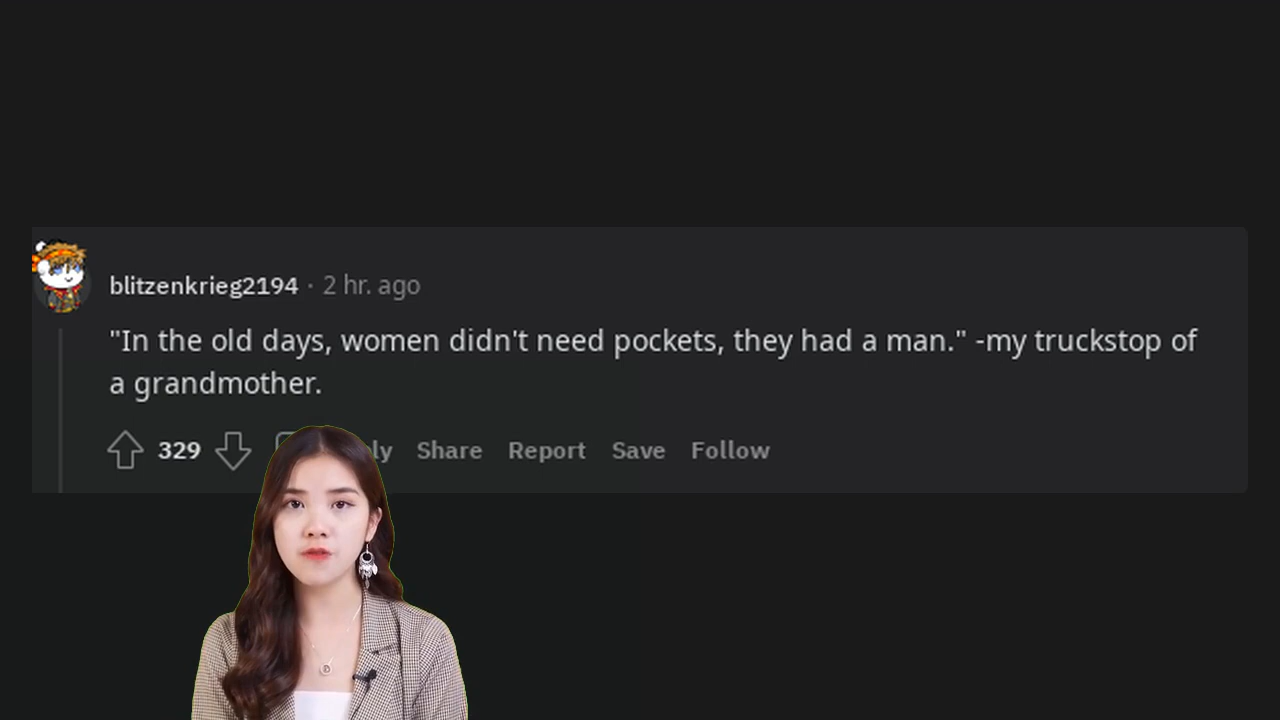 blitzenkrieg2194 · 2 hr. ago
"In the old days, women didn't need pockets, they had a man." -my truckstop of
a grandmother.
329 Share Report Save Follow